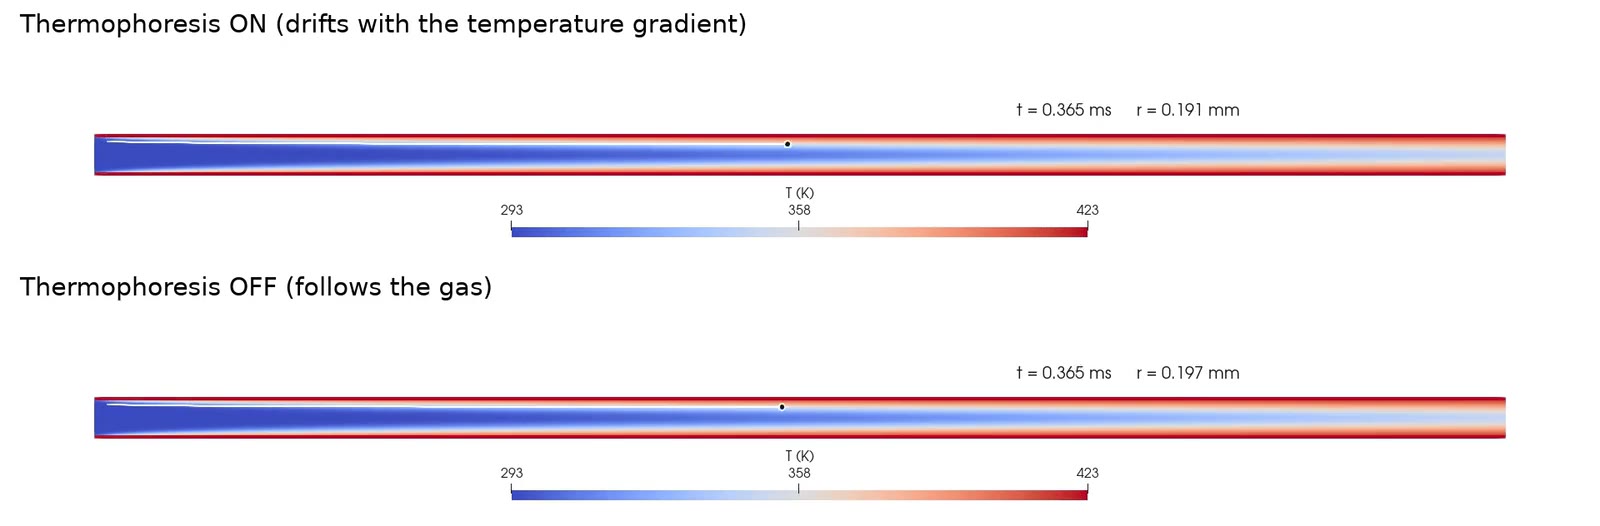 Thermophoresis ON (drifts with the temperature gradient)
t = 0.365 ms r = 0.191 mm
T (K)
293 358 423
Thermophoresis OFF (follows the gas)
t = 0.365 ms r = 0.197 mm
T (K)
293 358 423